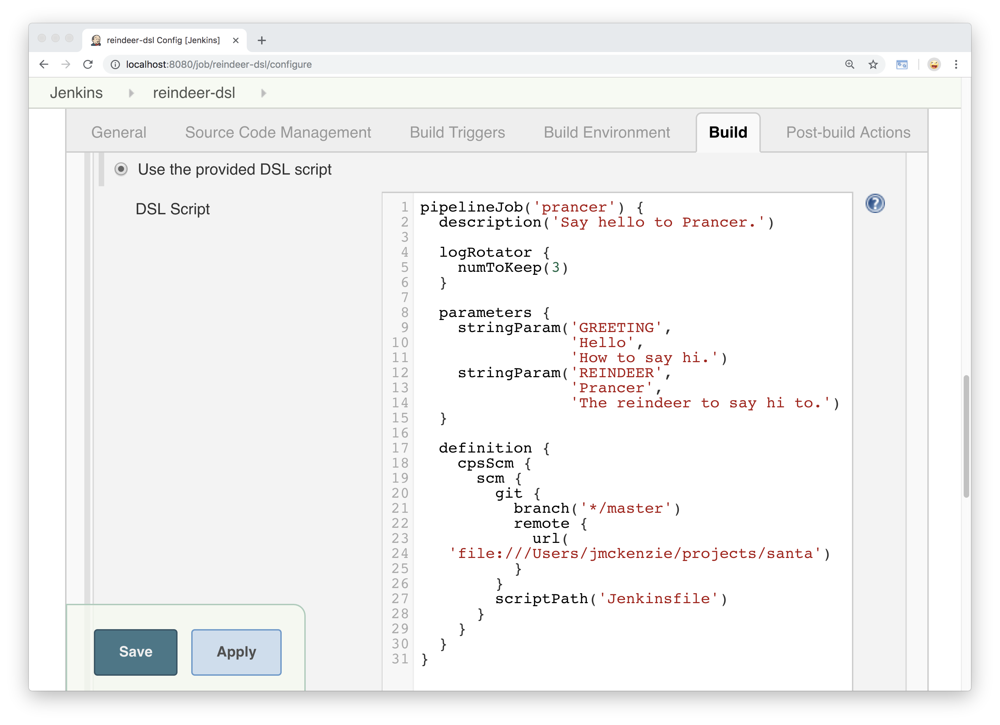 reindeer-dsl Config [Jenkins]
localhost:8080/job/reindeer-dsl/configure
Jenkins reindeer-dsl
General Source Code Management Build Triggers Build Environment Build Post-build Actions
Use the provided DSL script
DSL Script
1 pipelineJob('prancer') {
2   description('Say hello to Prancer.')
3
4   logRotator {
5     numToKeep(3)
6   }
7
8   parameters {
9     stringParam('GREETING',
10                 'Hello',
11                 'How to say hi.')
12     stringParam('REINDEER',
13                 'Prancer',
14                 'The reindeer to say hi to.')
15   }
16
17   definition {
18     cpsScm {
19       scm {
20         git {
21           branch('*/master')
22           remote {
23             url(
24    'file:///Users/jmckenzie/projects/santa')
25           }
26         }
27         scriptPath('Jenkinsfile')
28       }
29     }
30   }
31 }
Save Apply